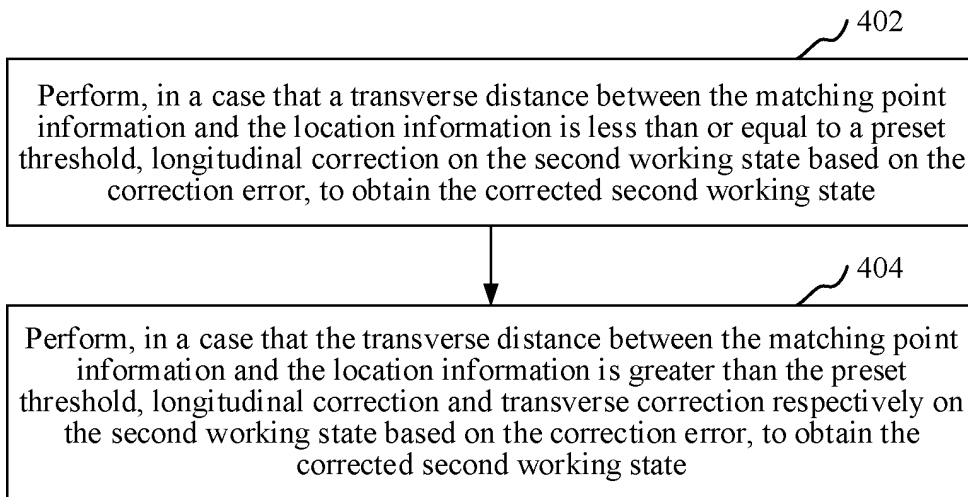 402
Perform, in a case that a transverse distance between the matching point
information and the location information is less than or equal to a preset
threshold, longitudinal correction on the second working state based on the
correction error, to obtain the corrected second working state
404
Perform, in a case that the transverse distance between the matching point
information and the location information is greater than the preset
threshold, longitudinal correction and transverse correction respectively on
the second working state based on the correction error, to obtain the
corrected second working state